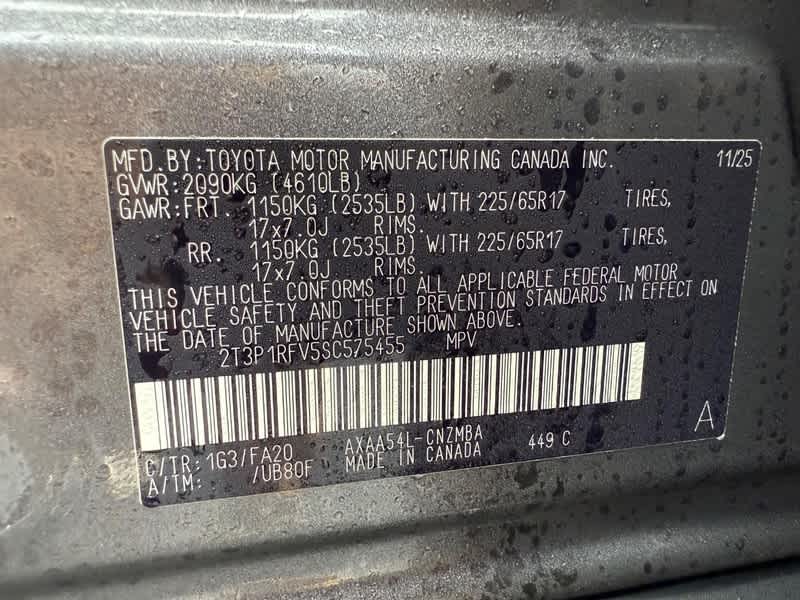 MFD.BY:TOYOTA MOTOR MANUFACTURING CANADA INC. 11/25
GVWR:2090KG (4610LB)
GAWR:FRT. 1150KG (2535LB) WITH 225/65R17 TIRES,
17x7.0J RIMS.
RR. 1150KG (2535LB) WITH 225/65R17 TIRES,
17x7.0J RIMS.
THIS VEHICLE CONFORMS TO ALL APPLICABLE FEDERAL MOTOR
VEHICLE SAFETY AND THEFT PREVENTION STANDARDS IN EFFECT ON
THE DATE OF MANUFACTURE SHOWN ABOVE.
2T3P1RFV5SC575455 MPV
A
C/TR: 1G3/FA20 AXAA54L-CNZMBA 449 C
A/TM: /UB80F MADE IN CANADA